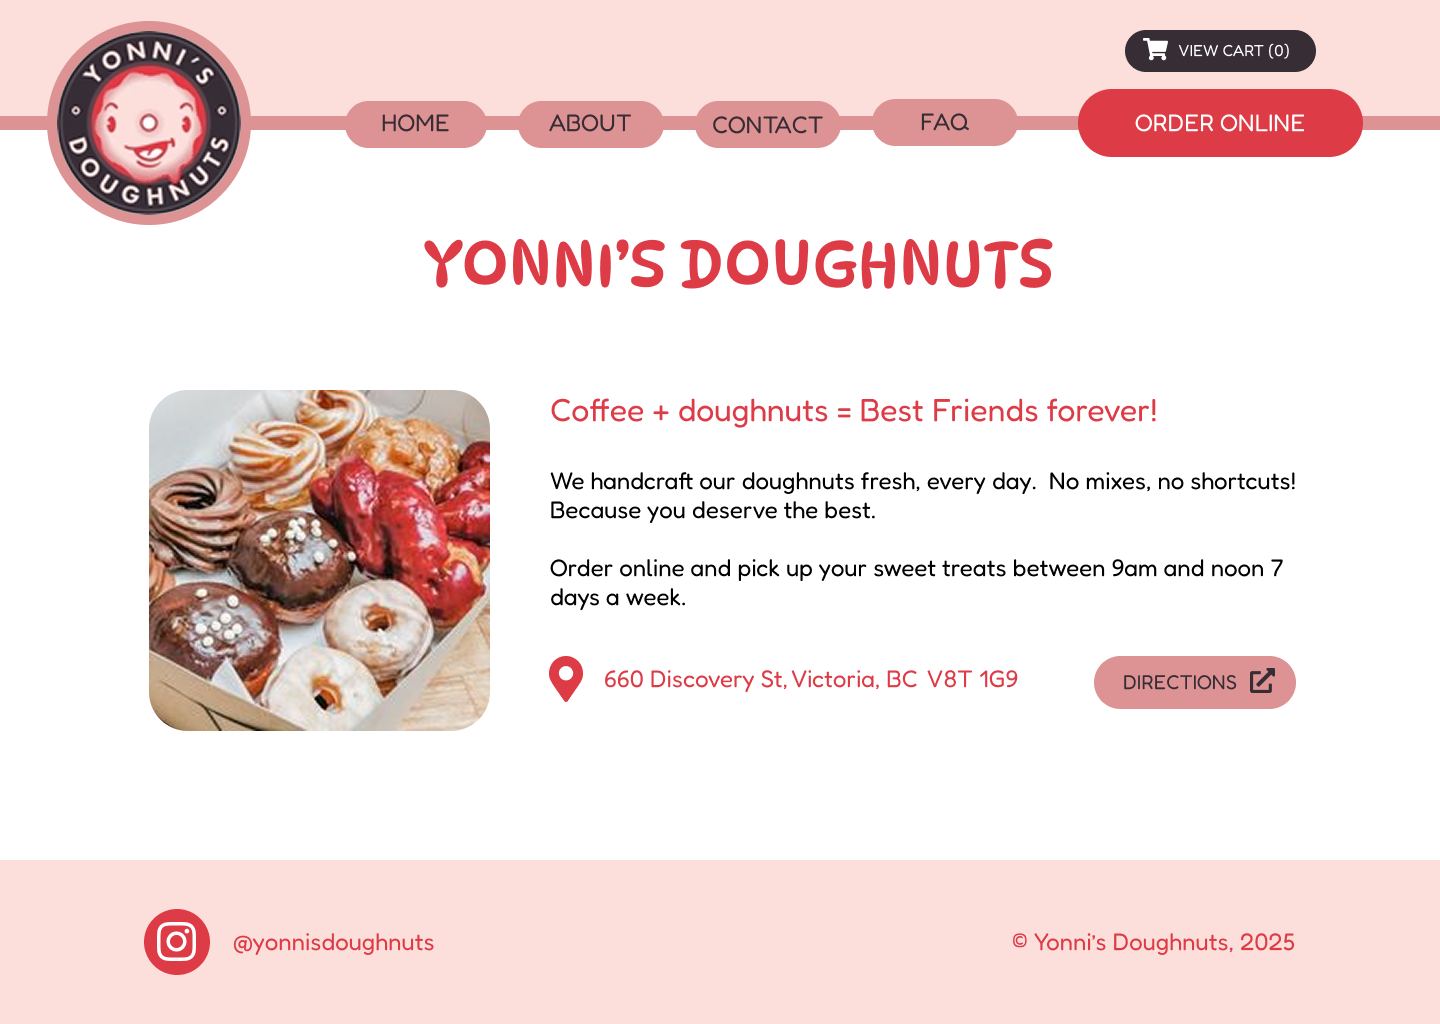 YONNI'S
DOUGHNUTS
VIEW CART (0)
HOME
ABOUT
CONTACT
FAQ
ORDER ONLINE
YONNI’S DOUGHNUTS
Coffee + doughnuts = Best Friends forever!
We handcraft our doughnuts fresh, every day.  No mixes, no shortcuts!
Because you deserve the best.
Order online and pick up your sweet treats between 9am and noon 7
days a week.
660 Discovery St, Victoria, BC  V8T 1G9
DIRECTIONS
@yonnisdoughnuts
© Yonni’s Doughnuts, 2025